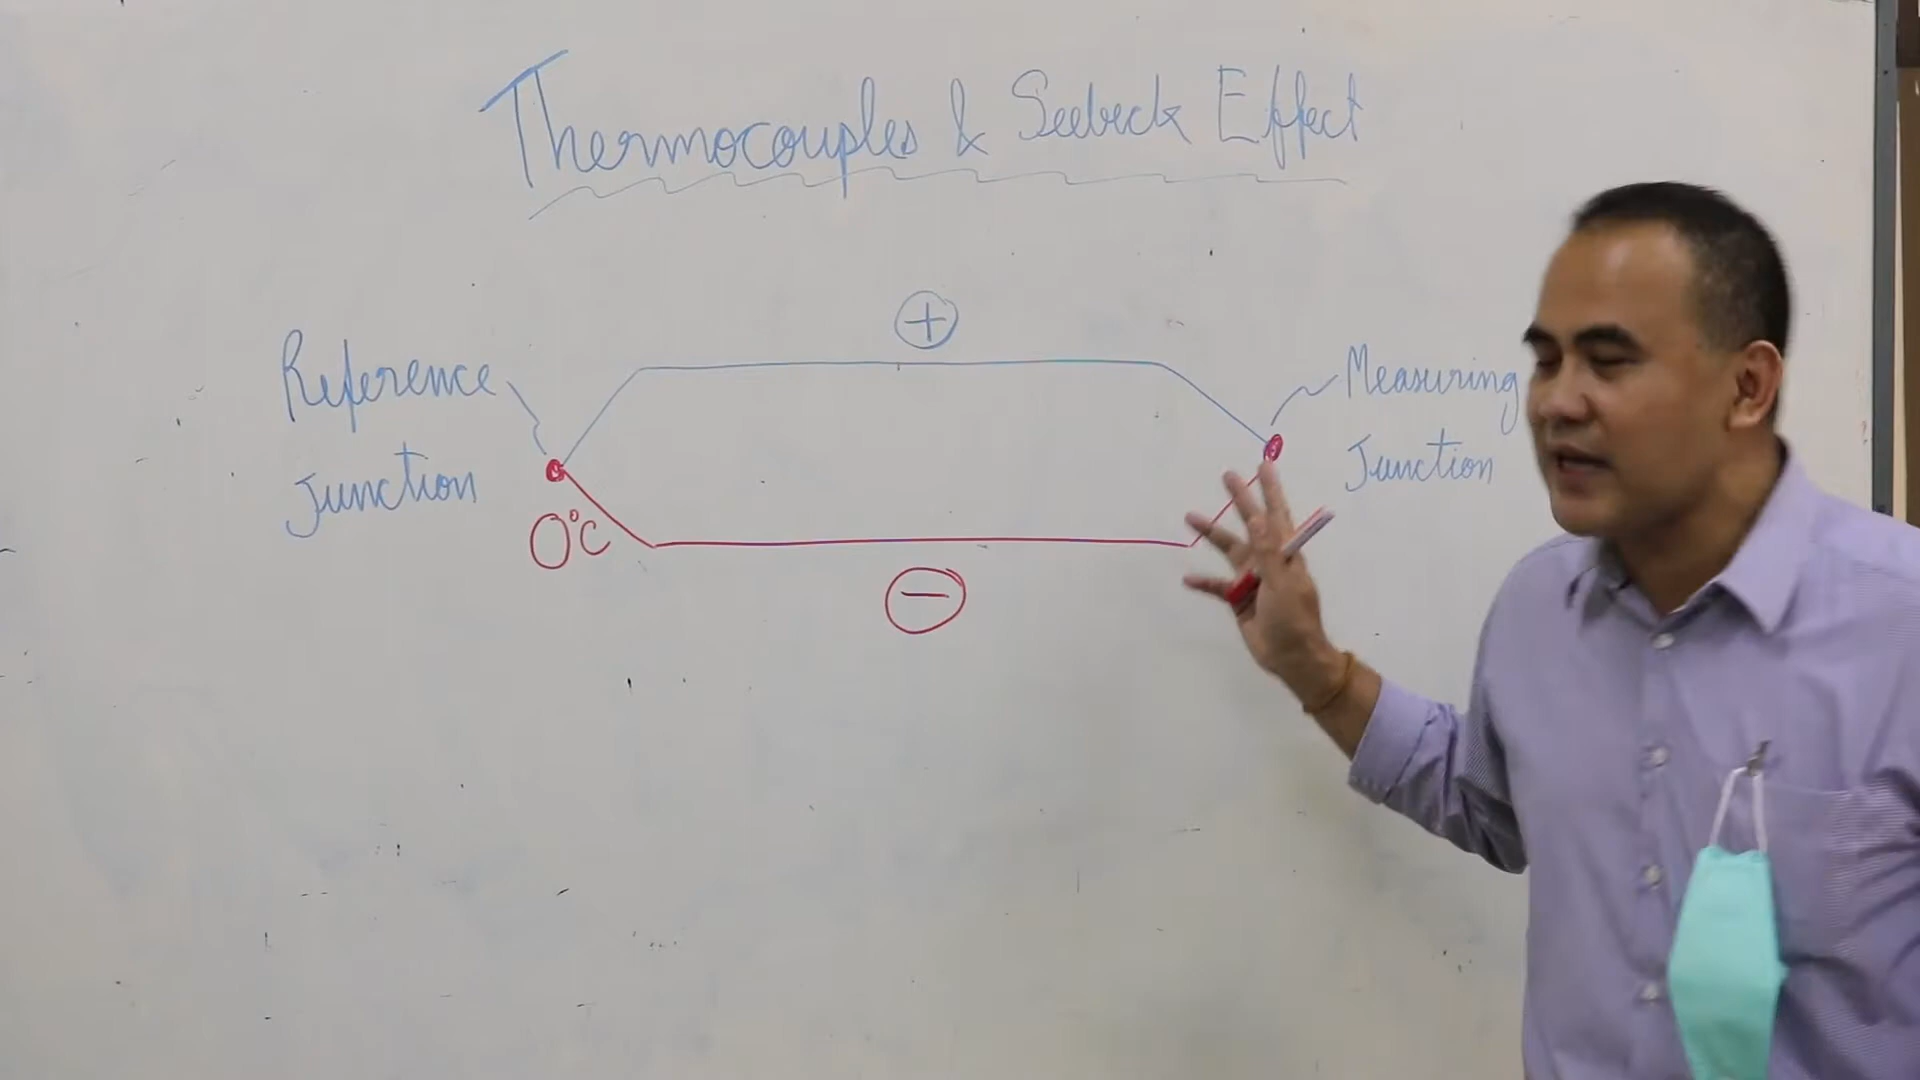 Thermocouples & Seebeck Effect
+
Reference
Junction
Measuring
Junction
0°C
−